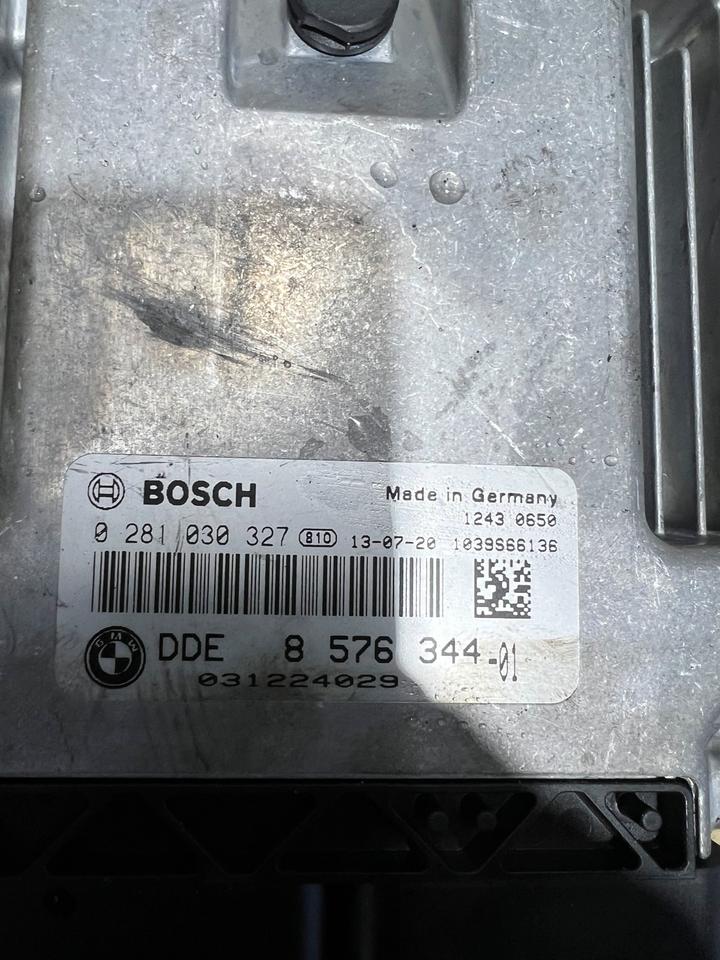 BOSCH
Made in Germany
1243 0650
0 281 030 327 810 13-07-20 1039S66136
BMW DDE 8 576 344-01
031224029